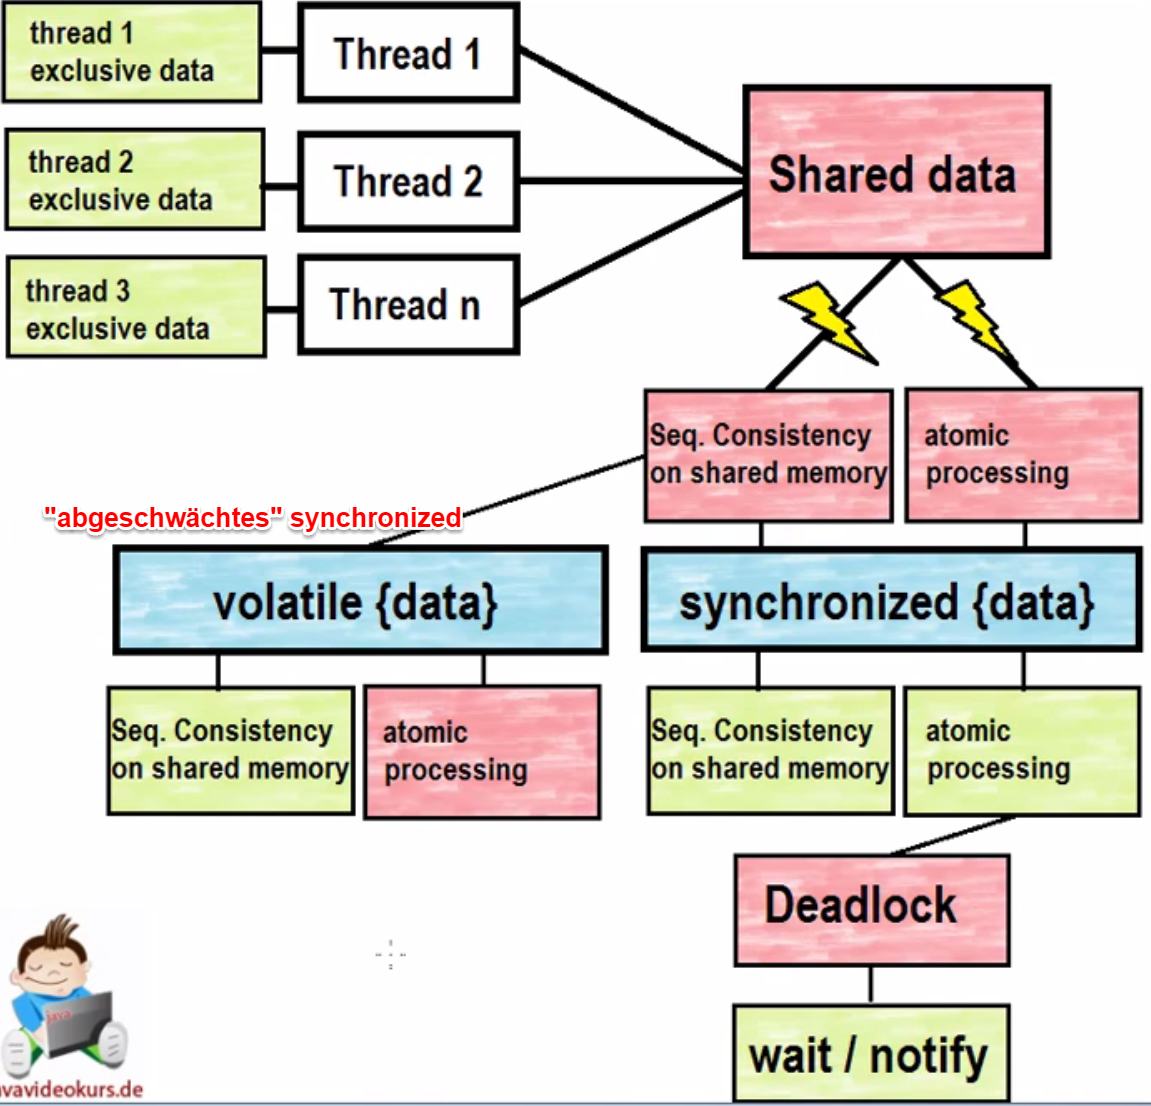 thread 1
exclusive data
Thread 1
thread 2
exclusive data
Thread 2
thread 3
exclusive data
Thread n
Shared data
Seq. Consistency
on shared memory
atomic
processing
"abgeschwächtes" synchronized
volatile {data}
synchronized {data}
Seq. Consistency
on shared memory
atomic
processing
Seq. Consistency
on shared memory
atomic
processing
Deadlock
wait / notify
java
vavideokurs.de